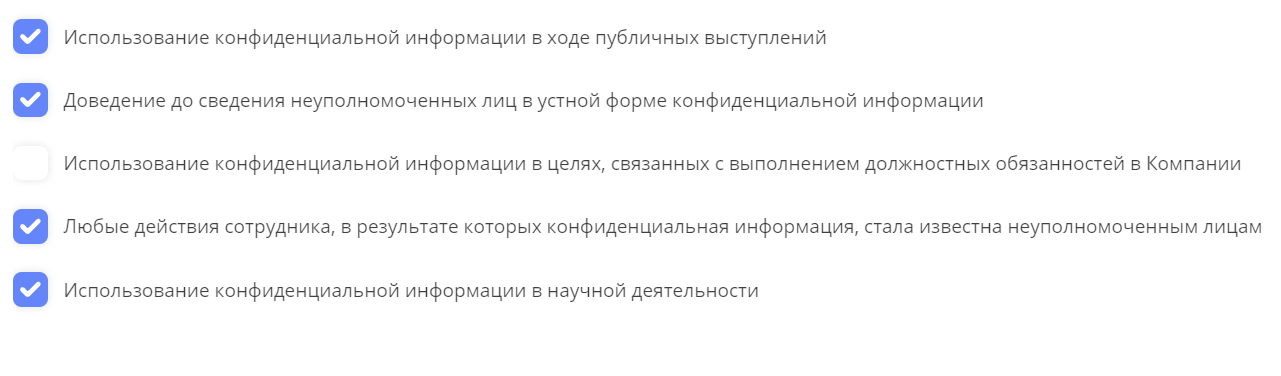 Использование конфиденциальной информации в ходе публичных выступлений
Доведение до сведения неуполномоченных лиц в устной форме конфиденциальной информации
Использование конфиденциальной информации в целях, связанных с выполнением должностных обязанностей в Компании
Любые действия сотрудника, в результате которых конфиденциальная информация, стала известна неуполномоченным лицам
Использование конфиденциальной информации в научной деятельности